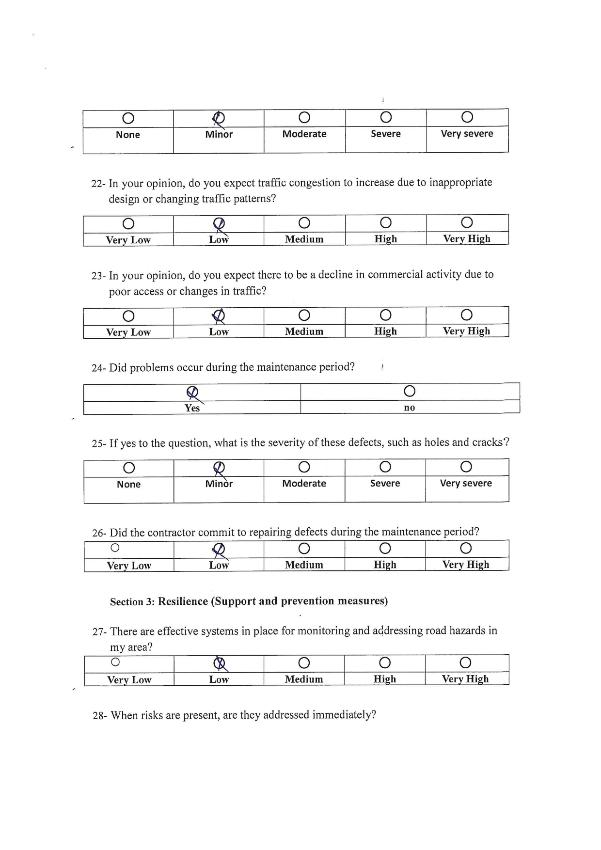 None Minor Moderate Severe Very severe
22- In your opinion, do you expect traffic congestion to increase due to inappropriate
design or changing traffic patterns?
Very Low Low Medium High Very High
23- In your opinion, do you expect there to be a decline in commercial activity due to
poor access or changes in traffic?
Very Low Low Medium High Very High
24- Did problems occur during the maintenance period?
Yes no
25- If yes to the question, what is the severity of these defects, such as holes and cracks?
None Minor Moderate Severe Very severe
26- Did the contractor commit to repairing defects during the maintenance period?
Very Low Low Medium High Very High
Section 3: Resilience (Support and prevention measures)
27- There are effective systems in place for monitoring and addressing road hazards in
my area?
Very Low Low Medium High Very High
28- When risks are present, are they addressed immediately?